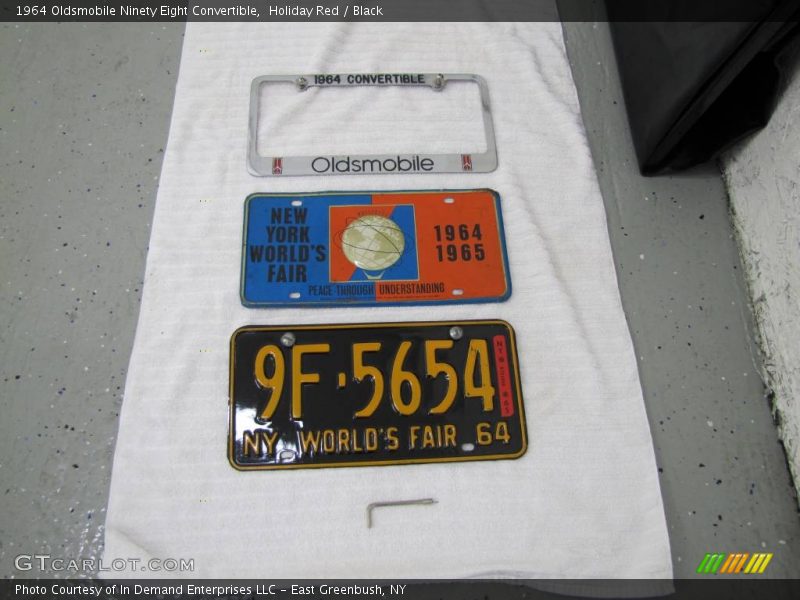 1964 Oldsmobile Ninety Eight Convertible,  Holiday Red / Black
1964 CONVERTIBLE
Oldsmobile
NEW
YORK
WORLD'S
FAIR
1964
1965
PEACE THROUGH UNDERSTANDING
9F·5654
NY WORLD'S FAIR 64
GTCARLOT.COM
Photo Courtesy of In Demand Enterprises LLC - East Greenbush, NY